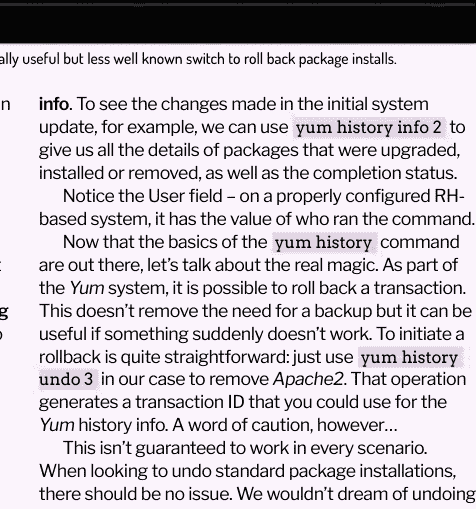 ally useful but less well known switch to roll back package installs.
n
info. To see the changes made in the initial system
update, for example, we can use yum history info 2 to
give us all the details of packages that were upgraded,
installed or removed, as well as the completion status.
Notice the User field – on a properly configured RH-
based system, it has the value of who ran the command.
Now that the basics of the yum history command
are out there, let's talk about the real magic. As part of
the Yum system, it is possible to roll back a transaction.
g
This doesn't remove the need for a backup but it can be
useful if something suddenly doesn't work. To initiate a
rollback is quite straightforward: just use yum history
undo 3 in our case to remove Apache2. That operation
generates a transaction ID that you could use for the
Yum history info. A word of caution, however...
This isn't guaranteed to work in every scenario.
When looking to undo standard package installations,
there should be no issue. We wouldn't dream of undoing